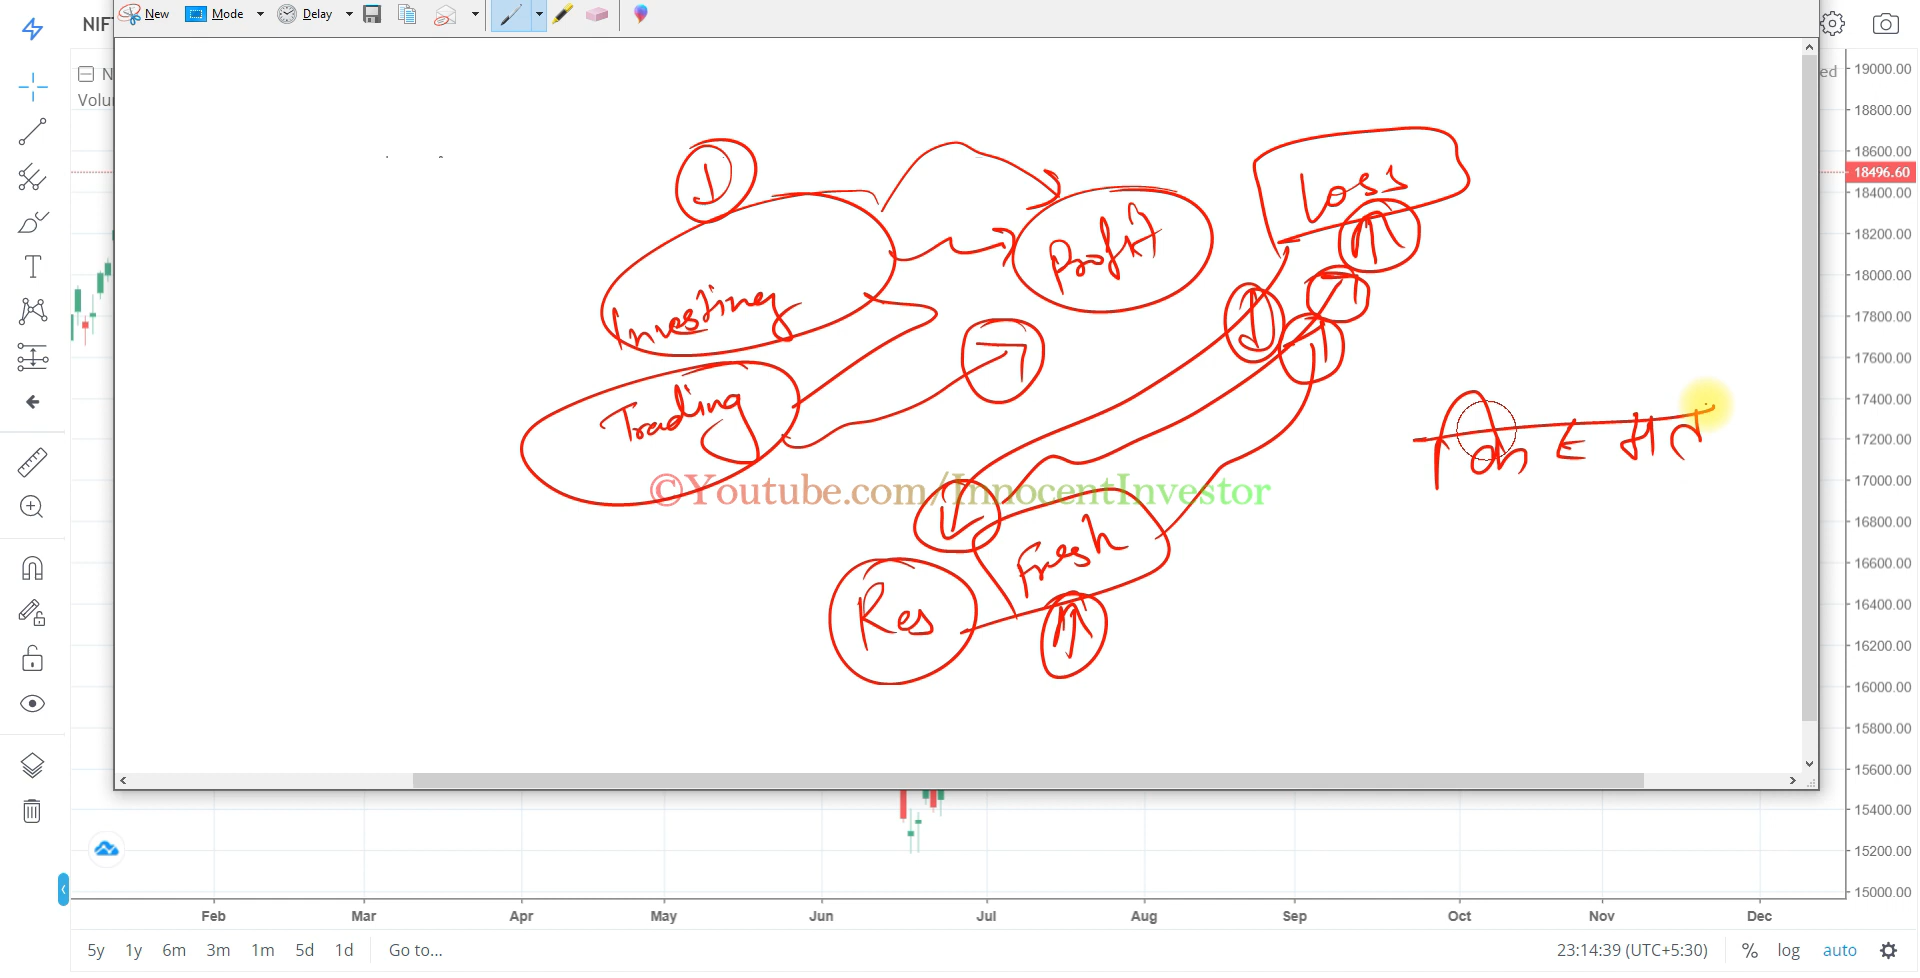 New Mode Delay
NIF
N
Volu
ed
19000.00
18800.00
18600.00
18496.60
18400.00
18200.00
18000.00
17800.00
17600.00
17400.00
17200.00
17000.00
16800.00
16600.00
16400.00
16200.00
16000.00
15800.00
15600.00
15400.00
15200.00
15000.00
1
Loss
Profit
Investing
Trading
©Youtube.com/InnocentInvestor
Fresh
Res
Feb Mar Apr May Jun Jul Aug Sep Oct Nov Dec
5y 1y 6m 3m 1m 5d 1d Go to... 23:14:39 (UTC+5:30) % log auto